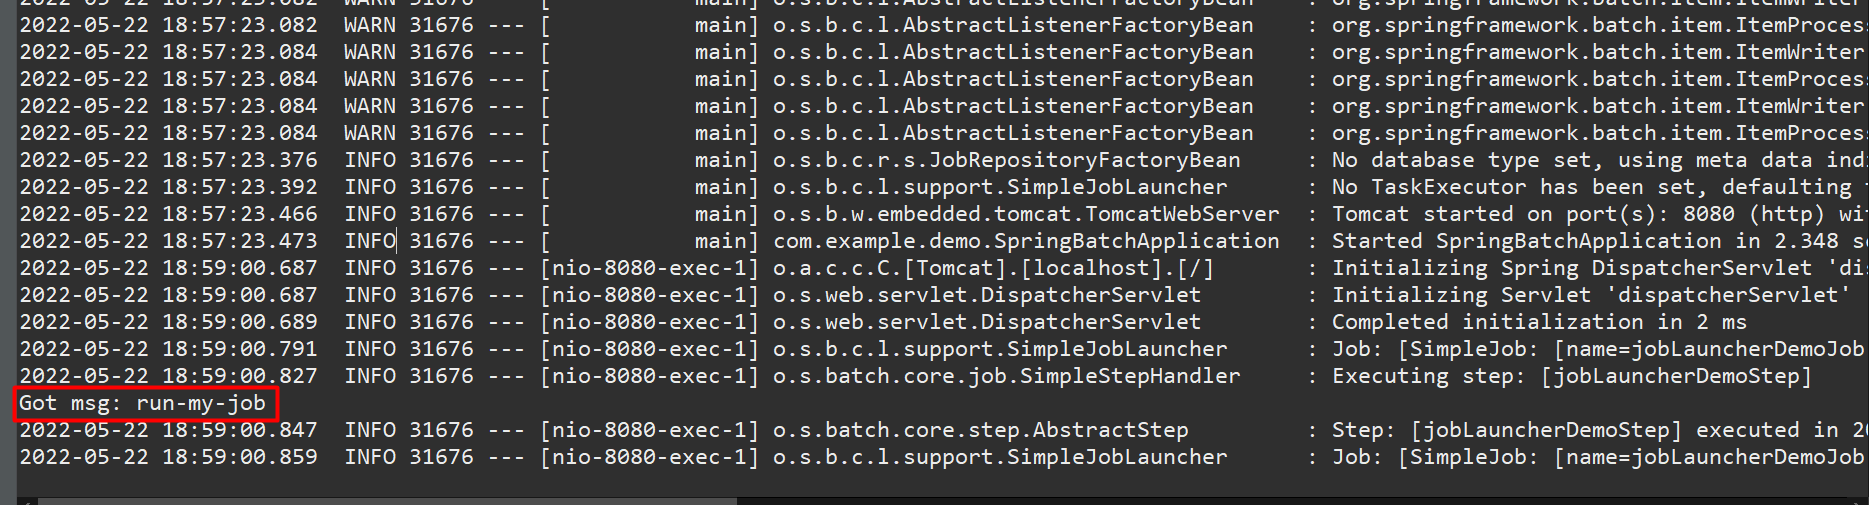 2022-05-22 18:57:23.082  WARN 31676 --- [           main] o.s.b.c.l.AbstractListenerFactoryBean    : org.springframework.batch.item.ItemProces
2022-05-22 18:57:23.082  WARN 31676 --- [           main] o.s.b.c.l.AbstractListenerFactoryBean    : org.springframework.batch.item.ItemProces
2022-05-22 18:57:23.084  WARN 31676 --- [           main] o.s.b.c.l.AbstractListenerFactoryBean    : org.springframework.batch.item.ItemWriter
2022-05-22 18:57:23.084  WARN 31676 --- [           main] o.s.b.c.l.AbstractListenerFactoryBean    : org.springframework.batch.item.ItemProces
2022-05-22 18:57:23.084  WARN 31676 --- [           main] o.s.b.c.l.AbstractListenerFactoryBean    : org.springframework.batch.item.ItemWriter
2022-05-22 18:57:23.084  WARN 31676 --- [           main] o.s.b.c.l.AbstractListenerFactoryBean    : org.springframework.batch.item.ItemProces
2022-05-22 18:57:23.376  INFO 31676 --- [           main] o.s.b.c.r.s.JobRepositoryFactoryBean     : No database type set, using meta data ind
2022-05-22 18:57:23.392  INFO 31676 --- [           main] o.s.b.c.l.support.SimpleJobLauncher      : No TaskExecutor has been set, defaulting
2022-05-22 18:57:23.466  INFO 31676 --- [           main] o.s.b.w.embedded.tomcat.TomcatWebServer  : Tomcat started on port(s): 8080 (http) wi
2022-05-22 18:57:23.473  INFO 31676 --- [           main] com.example.demo.SpringBatchApplication  : Started SpringBatchApplication in 2.348 s
2022-05-22 18:59:00.687  INFO 31676 --- [nio-8080-exec-1] o.a.c.c.C.[Tomcat].[localhost].[/]       : Initializing Spring DispatcherServlet 'di
2022-05-22 18:59:00.687  INFO 31676 --- [nio-8080-exec-1] o.s.web.servlet.DispatcherServlet        : Initializing Servlet 'dispatcherServlet'
2022-05-22 18:59:00.689  INFO 31676 --- [nio-8080-exec-1] o.s.web.servlet.DispatcherServlet        : Completed initialization in 2 ms
2022-05-22 18:59:00.791  INFO 31676 --- [nio-8080-exec-1] o.s.b.c.l.support.SimpleJobLauncher      : Job: [SimpleJob: [name=jobLauncherDemoJob
2022-05-22 18:59:00.827  INFO 31676 --- [nio-8080-exec-1] o.s.batch.core.job.SimpleStepHandler     : Executing step: [jobLauncherDemoStep]
Got msg: run-my-job
2022-05-22 18:59:00.847  INFO 31676 --- [nio-8080-exec-1] o.s.batch.core.step.AbstractStep         : Step: [jobLauncherDemoStep] executed in 20
2022-05-22 18:59:00.859  INFO 31676 --- [nio-8080-exec-1] o.s.b.c.l.support.SimpleJobLauncher      : Job: [SimpleJob: [name=jobLauncherDemoJob